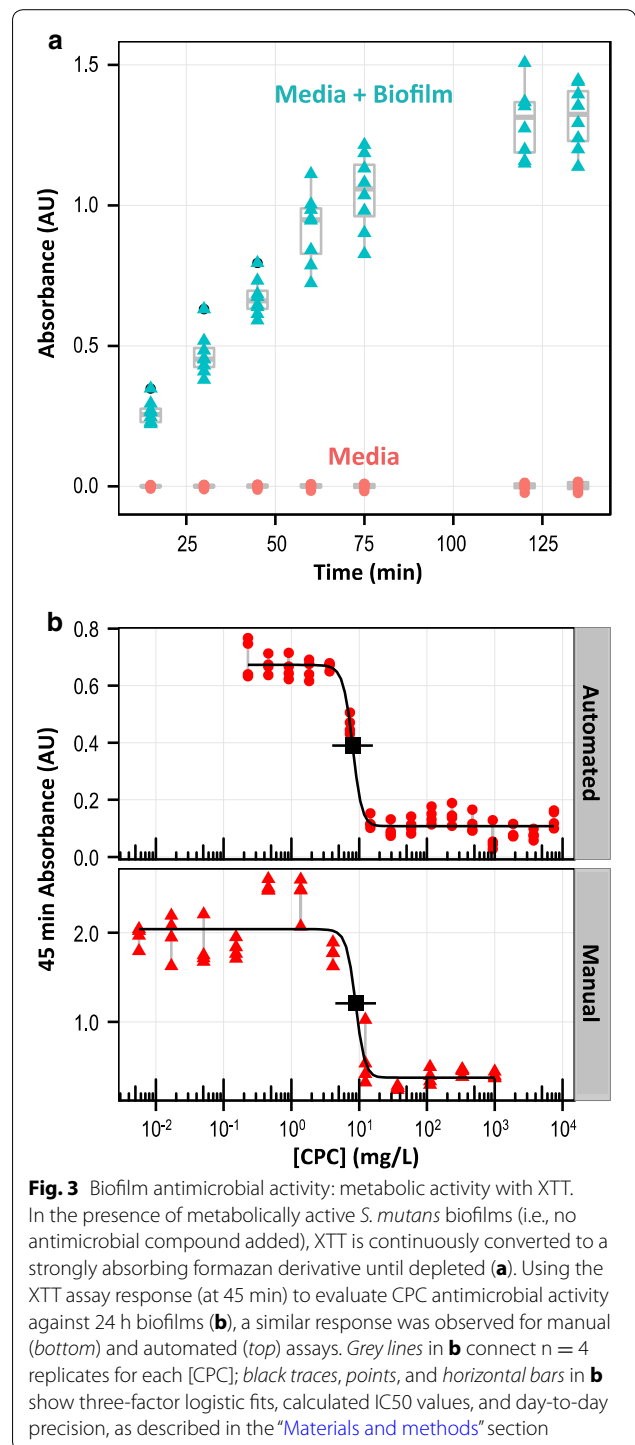 a
1.5
Media + Biofilm
1.0
Absorbance (AU)
0.5
Media
0.0
25 50 75 100 125
Time (min)
b
0.8
0.6
0.4
0.2
0.0
Automated
45 min Absorbance (AU)
2.0
1.0
Manual
10-2 10-1 100 101 102 103 104
[CPC] (mg/L)
Fig. 3 Biofilm antimicrobial activity: metabolic activity with XTT.
In the presence of metabolically active S. mutans biofilms (i.e., no
antimicrobial compound added), XTT is continuously converted to a
strongly absorbing formazan derivative until depleted (a). Using the
XTT assay response (at 45 min) to evaluate CPC antimicrobial activity
against 24 h biofilms (b), a similar response was observed for manual
(bottom) and automated (top) assays. Grey lines in b connect n = 4
replicates for each [CPC]; black traces, points, and horizontal bars in b
show three-factor logistic fits, calculated IC50 values, and day-to-day
precision, as described in the “Materials and methods” section